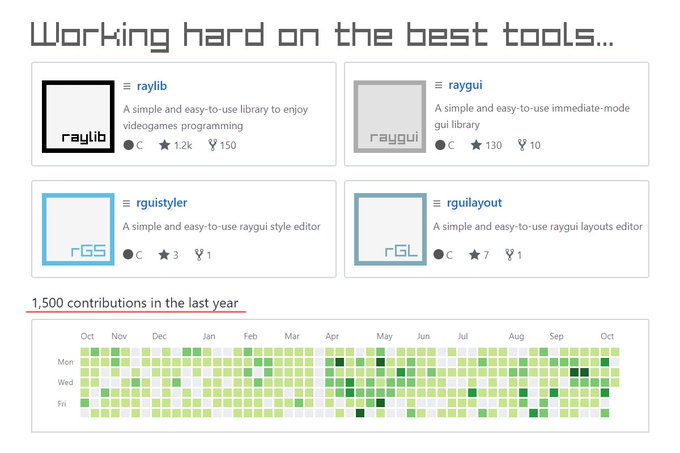 Working hard on the best tools...
raylib
raylib
A simple and easy-to-use library to enjoy
videogames programming
C 1.2k 150
raygui
raygui
A simple and easy-to-use immediate-mode
gui library
C 130 10
rGS
rguistyler
A simple and easy-to-use raygui style editor
C 3 1
rGL
rguilayout
A simple and easy-to-use raygui layouts editor
C 7 1
1,500 contributions in the last year
Oct Nov Dec Jan Feb Mar Apr May Jun Jul Aug Sep Oct
Mon
Wed
Fri